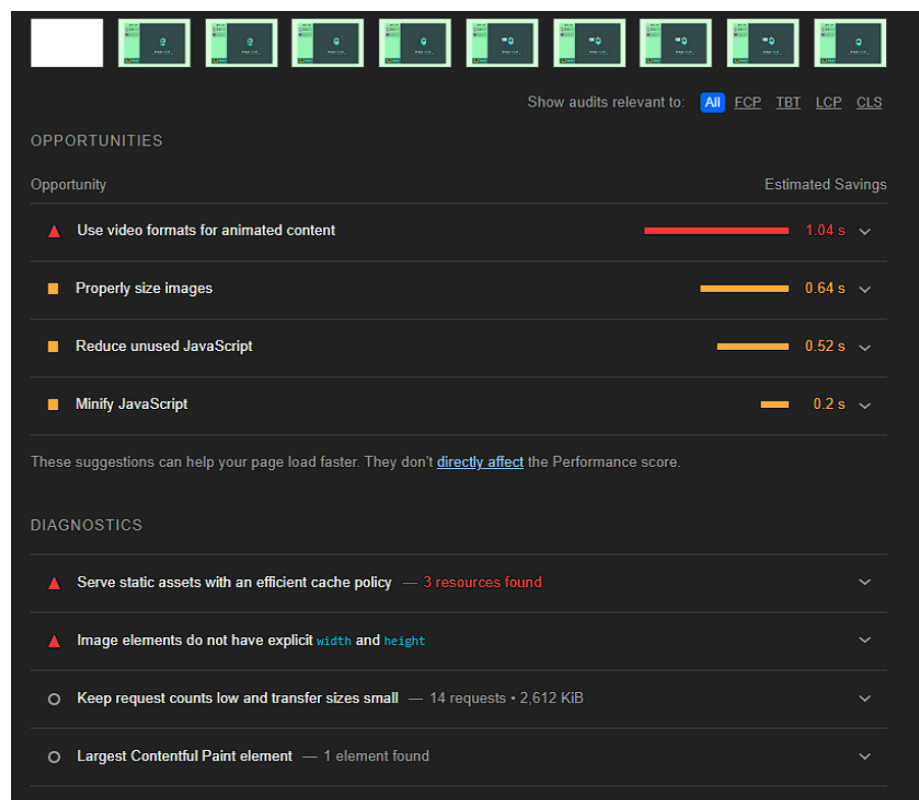 Show audits relevant to: All FCP TBT LCP CLS
OPPORTUNITIES
Opportunity Estimated Savings
Use video formats for animated content 1.04 s
Properly size images 0.64 s
Reduce unused JavaScript 0.52 s
Minify JavaScript 0.2 s
These suggestions can help your page load faster. They don't directly affect the Performance score.
DIAGNOSTICS
Serve static assets with an efficient cache policy — 3 resources found
Image elements do not have explicit width and height
Keep request counts low and transfer sizes small — 14 requests • 2,612 KiB
Largest Contentful Paint element — 1 element found